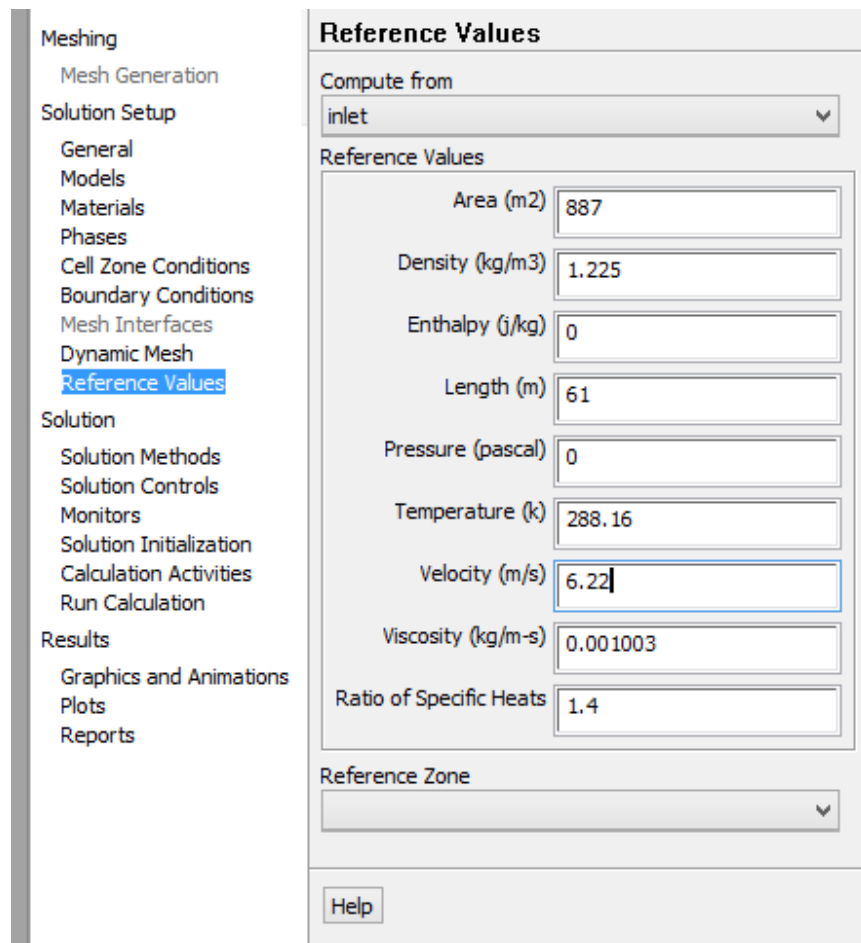 Meshing
Mesh Generation
Solution Setup
General
Models
Materials
Phases
Cell Zone Conditions
Boundary Conditions
Mesh Interfaces
Dynamic Mesh
Reference Values
Solution
Solution Methods
Solution Controls
Monitors
Solution Initialization
Calculation Activities
Run Calculation
Results
Graphics and Animations
Plots
Reports
Reference Values
Compute from
inlet
Reference Values
Area (m2) 887
Density (kg/m3) 1.225
Enthalpy (j/kg) 0
Length (m) 61
Pressure (pascal) 0
Temperature (k) 288.16
Velocity (m/s) 6.22
Viscosity (kg/m-s) 0.001003
Ratio of Specific Heats 1.4
Reference Zone
Help